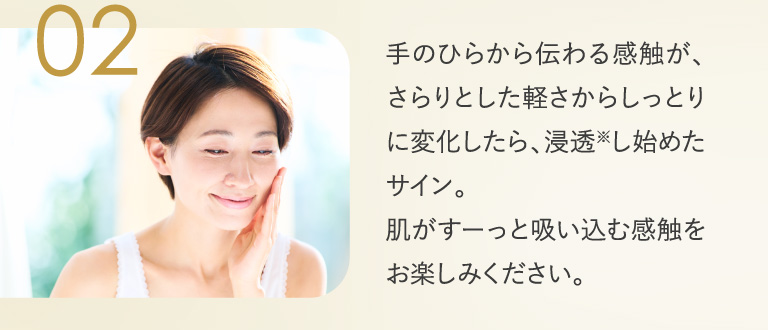 02
手のひらから伝わる感触が、
さらりとした軽さからしっとり
に変化したら、浸透※し始めた
サイン。
肌がすーっと吸い込む感触を
お楽しみください。